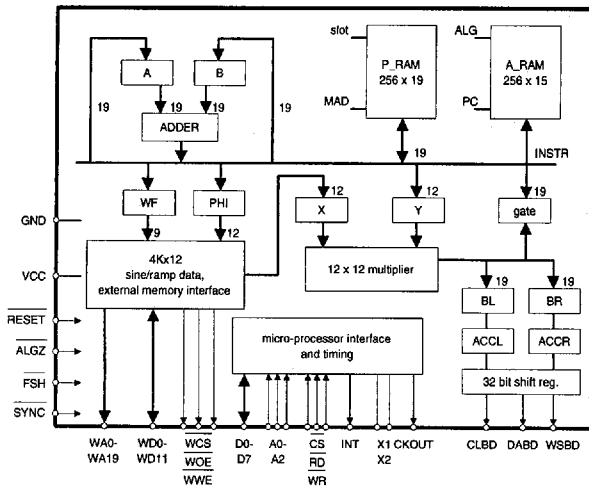 slot
P_RAM
256 x 19
MAD
ALG
A_RAM
256 x 15
PC
A
B
19
19
19
19
ADDER
19
INSTR
WF
PHI
12
X
12
Y
19
gate
9
12
GND
4Kx12
sine/ramp data,
external memory interface
12 x 12 multiplier
VCC
19
19
BL
BR
RESET
micro-processor interface
and timing
ACCL
ACCR
ALGZ
FSH
32 bit shift reg.
SYNC
WA0-
WA19
WD0-
WD11
WCS
WOE
WWE
D0-
D7
A0-
A2
CS
RD
WR
INT
X1
X2
CKOUT
CLBD
DABD
WSBD